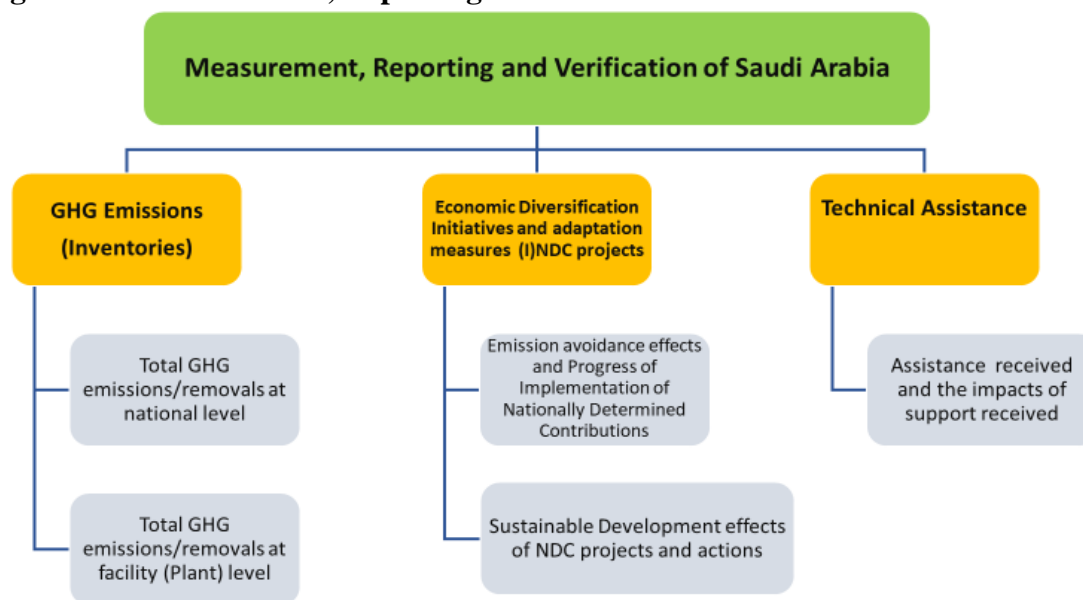 Measurement, Reporting and Verification of Saudi Arabia
GHG Emissions
(Inventories)
Total GHG
emissions/removals at
national level
Total GHG
emissions/removals at
facility (Plant) level
Economic Diversification
Initiatives and adaptation
measures (I)NDC projects
Emission avoidance effects
and Progress of
Implementation of
Nationally Determined
Contributions
Sustainable Development effects
of NDC projects and actions
Technical Assistance
Assistance received
and the impacts of
support received